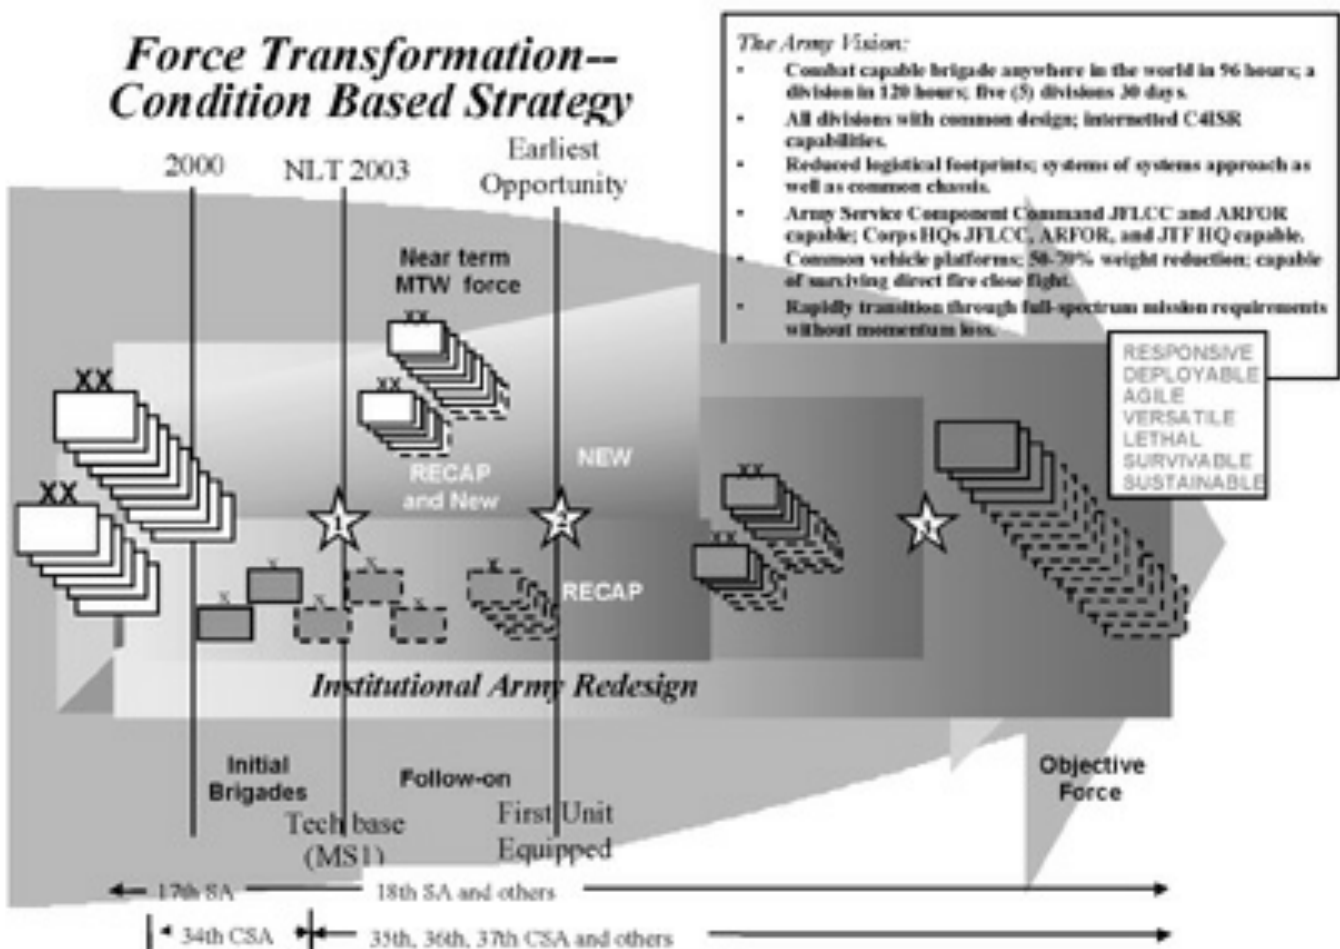 Force Transformation--
Condition Based Strategy
The Army Vision:
• Combat capable brigade anywhere in the world in 96 hours; a
division in 120 hours; five (5) divisions 30 days.
• All divisions with common design; internetted C4ISR
capabilities.
• Reduced logistical footprints; systems of systems approach as
well as common chassis.
• Army Service Component Command JFLCC and ARFOR
capable; Corps HQs JFLCC, ARFOR, and JTF HQ capable.
• Common vehicle platforms; 50-70% weight reduction; capable
of surviving direct fire close fight.
• Rapidly transition through full-spectrum mission requirements
without momentum loss.
RESPONSIVE
DEPLOYABLE
AGILE
VERSATILE
LETHAL
SURVIVABLE
SUSTAINABLE
2000
NLT 2003
Earliest
Opportunity
Near term
MTW force
XX
XX
XX
XX
RECAP
and New
NEW
XX
XX
1
2
3
X
X
X
X
X
X
RECAP
Institutional Army Redesign
Initial
Brigades
Follow-on
Objective
Force
Tech base
(MS1)
First Unit
Equipped
17th SA
18th SA and others
34th CSA
35th, 36th, 37th CSA and others